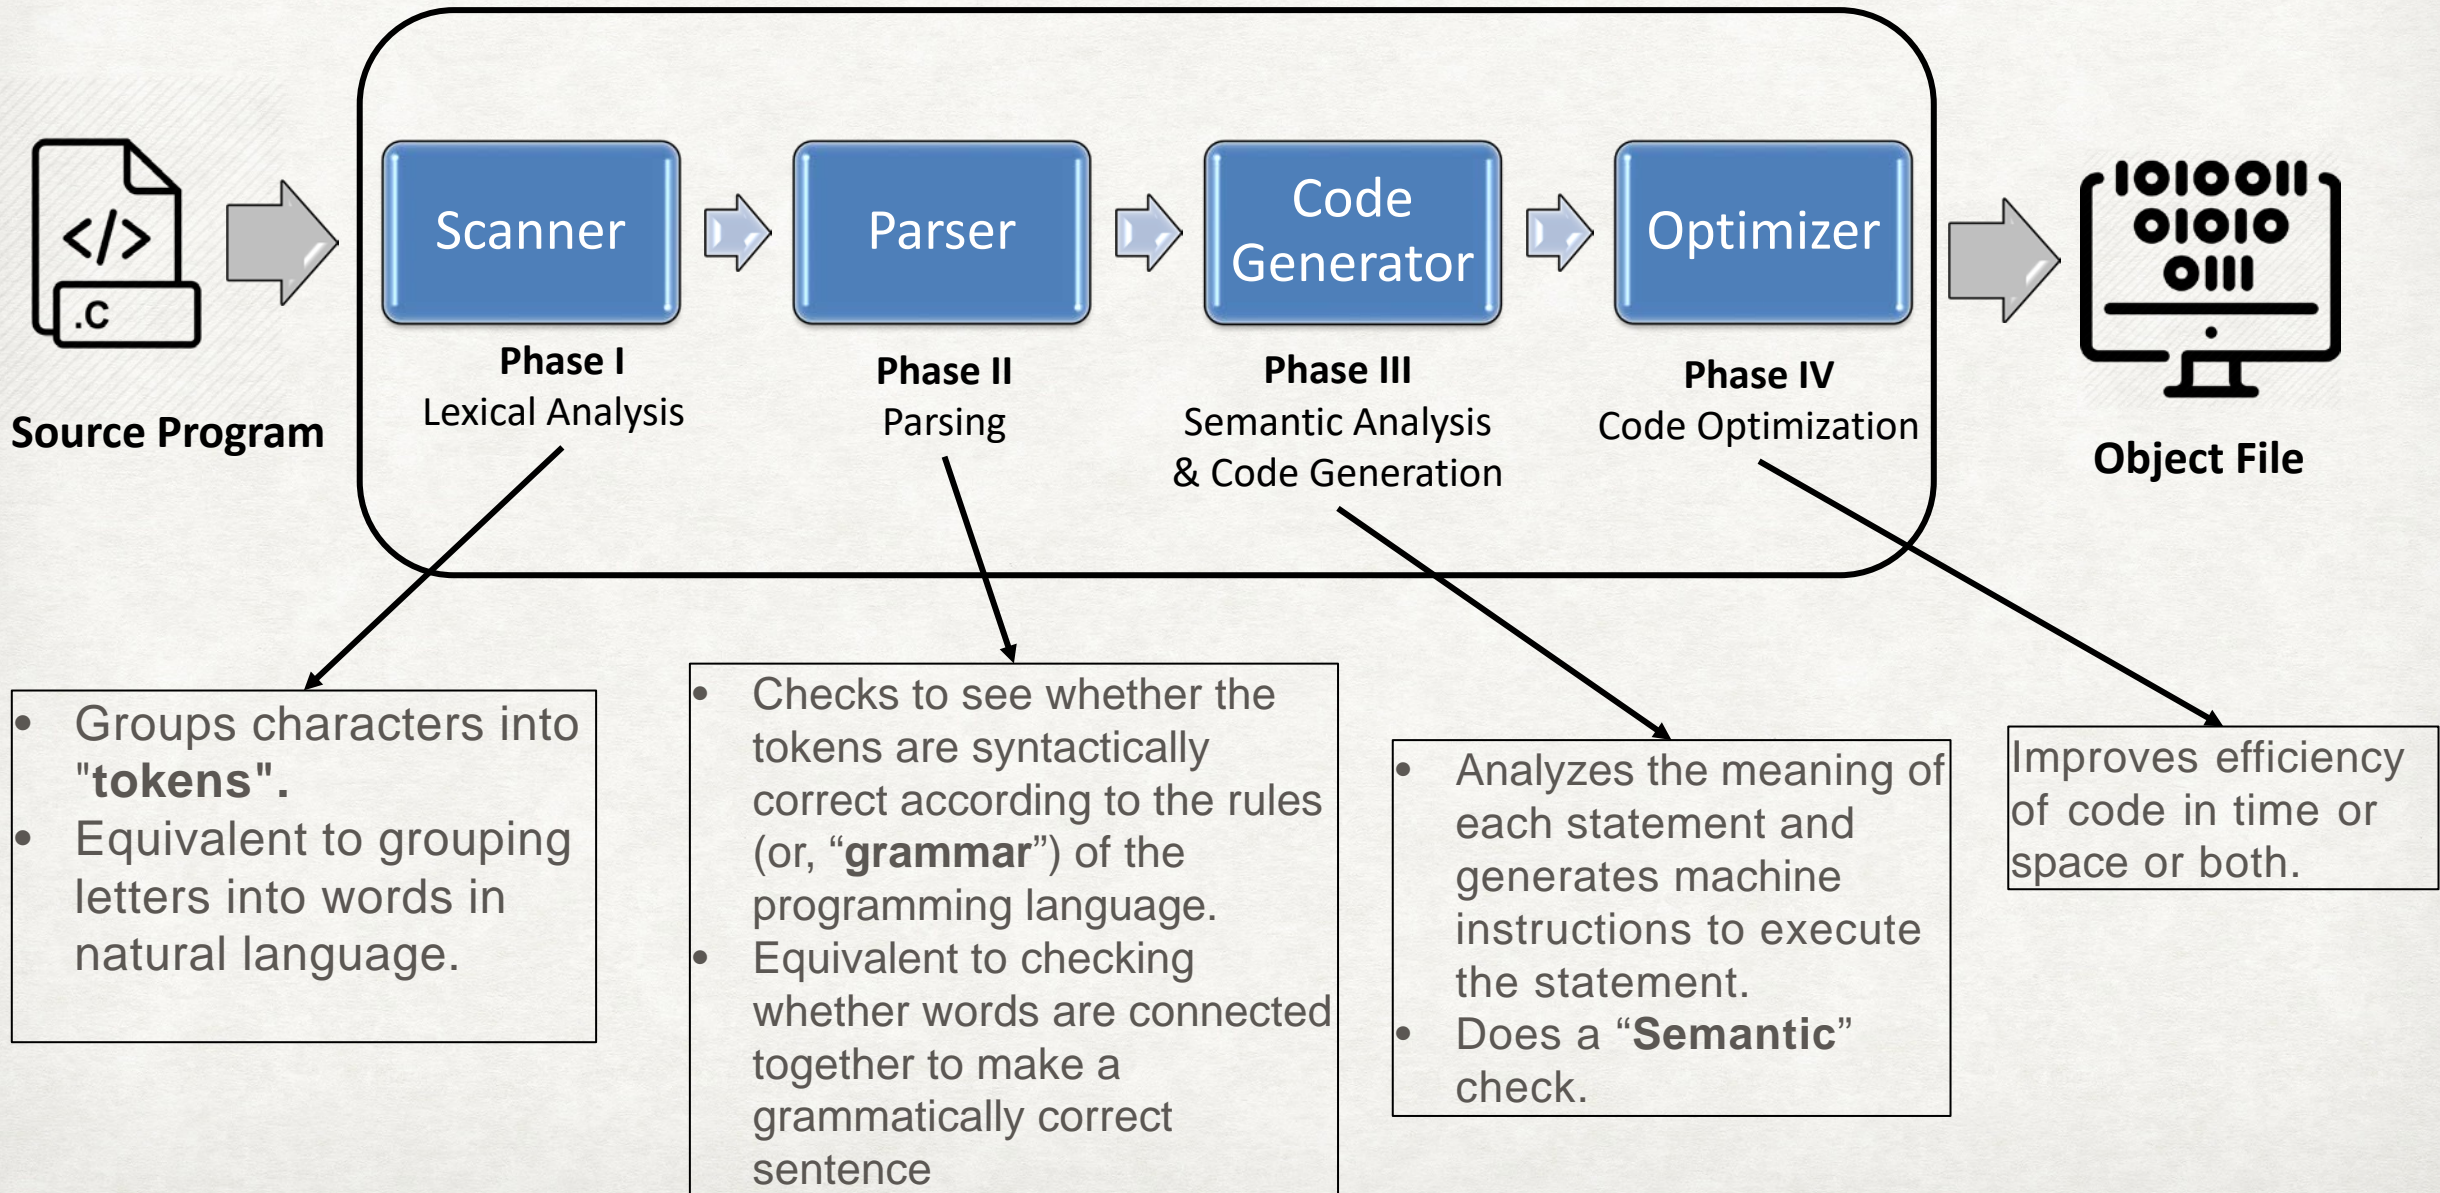 </>
.C
Source Program
Scanner
Phase I
Lexical Analysis
Parser
Phase II
Parsing
Code
Generator
Phase III
Semantic Analysis
& Code Generation
Optimizer
Phase IV
Code Optimization
1010011
01010
0111
Object File
• Groups characters into
"tokens".
• Equivalent to grouping
letters into words in
natural language.
• Checks to see whether the
tokens are syntactically
correct according to the rules
(or, “grammar”) of the
programming language.
• Equivalent to checking
whether words are connected
together to make a
grammatically correct
sentence
• Analyzes the meaning of
each statement and
generates machine
instructions to execute
the statement.
• Does a “Semantic”
check.
Improves efficiency
of code in time or
space or both.